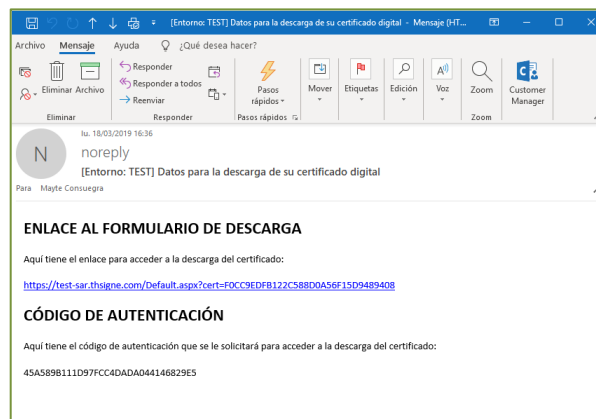 [Entorno: TEST] Datos para la descarga de su certificado digital - Mensaje (HT...
Archivo Mensaje Ayuda ¿Qué desea hacer?
Eliminar Archivo
Responder
Responder a todos
Reenviar
Pasos rápidos
Mover
Etiquetas
Edición
Voz
Zoom
Customer Manager
Eliminar Responder Pasos rápidos Zoom
lu. 18/03/2019 16:36
N
noreply
[Entorno: TEST] Datos para la descarga de su certificado digital
Para Mayte Consuegra
ENLACE AL FORMULARIO DE DESCARGA
Aquí tiene el enlace para acceder a la descarga del certificado:
https://test-sar.thsigne.com/Default.aspx?cert=F0CC9EDFB122C588D0A56F15D9489408
CÓDIGO DE AUTENTICACIÓN
Aquí tiene el código de autenticación que se le solicitará para acceder a la descarga del certificado:
45A589B111D97FCC4DADA044146829E5